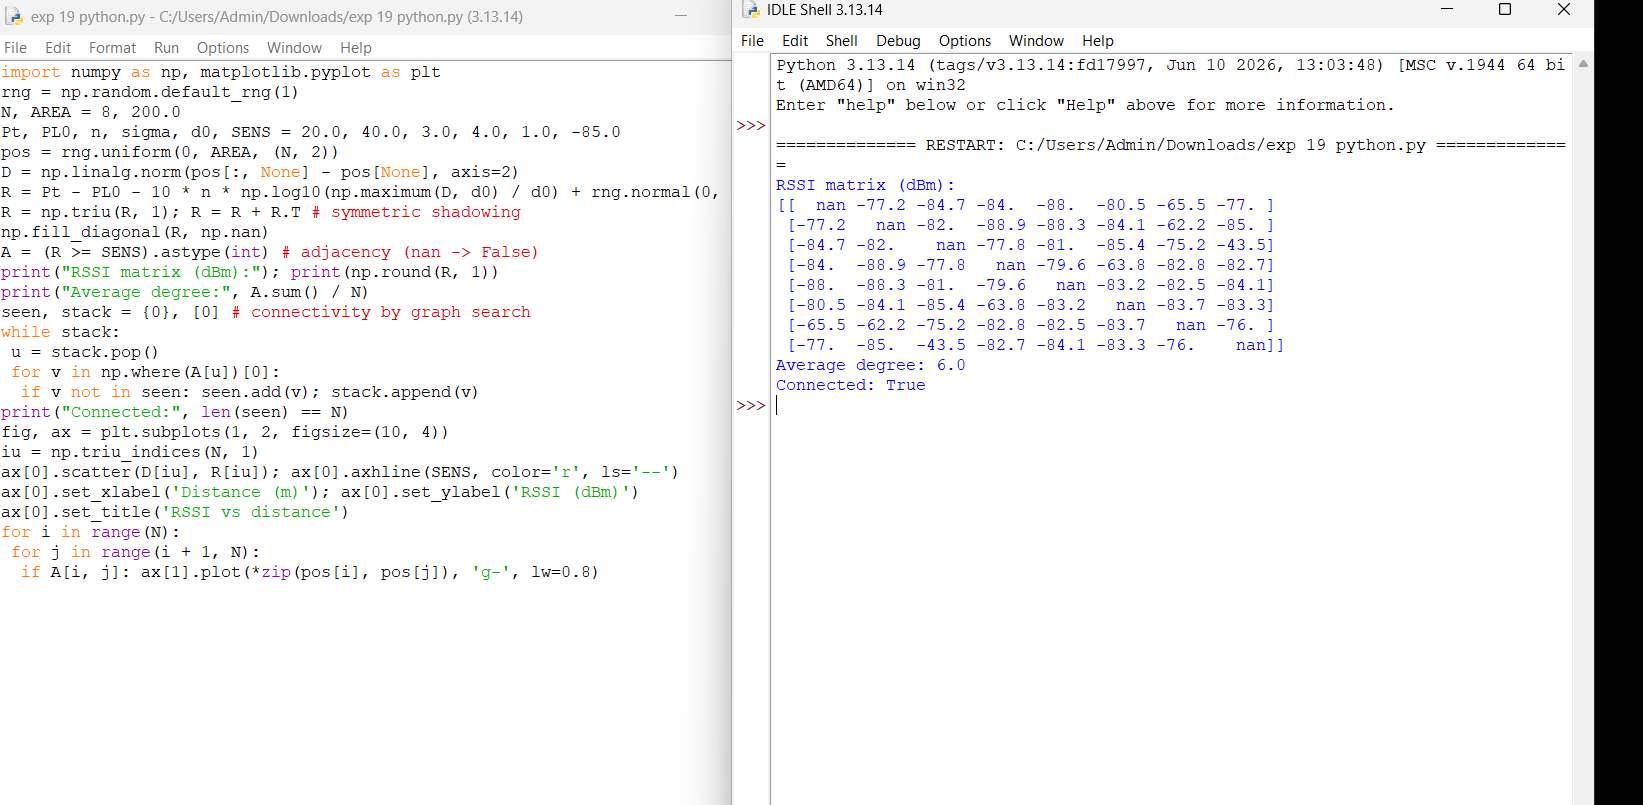 exp 19 python.py - C:/Users/Admin/Downloads/exp 19 python.py (3.13.14)
File Edit Format Run Options Window Help
import numpy as np, matplotlib.pyplot as plt
rng = np.random.default_rng(1)
N, AREA = 8, 200.0
Pt, PL0, n, sigma, d0, SENS = 20.0, 40.0, 3.0, 4.0, 1.0, -85.0
pos = rng.uniform(0, AREA, (N, 2))
D = np.linalg.norm(pos[:, None] - pos[None], axis=2)
R = Pt - PL0 - 10 * n * np.log10(np.maximum(D, d0) / d0) + rng.normal(0,
R = np.triu(R, 1); R = R + R.T # symmetric shadowing
np.fill_diagonal(R, np.nan)
A = (R >= SENS).astype(int) # adjacency (nan -> False)
print("RSSI matrix (dBm):"); print(np.round(R, 1))
print("Average degree:", A.sum() / N)
seen, stack = {0}, [0] # connectivity by graph search
while stack:
 u = stack.pop()
 for v in np.where(A[u])[0]:
  if v not in seen: seen.add(v); stack.append(v)
print("Connected:", len(seen) == N)
fig, ax = plt.subplots(1, 2, figsize=(10, 4))
iu = np.triu_indices(N, 1)
ax[0].scatter(D[iu], R[iu]); ax[0].axhline(SENS, color='r', ls='--')
ax[0].set_xlabel('Distance (m)'); ax[0].set_ylabel('RSSI (dBm)')
ax[0].set_title('RSSI vs distance')
for i in range(N):
 for j in range(i + 1, N):
  if A[i, j]: ax[1].plot(*zip(pos[i], pos[j]), 'g-', lw=0.8)
IDLE Shell 3.13.14
File Edit Shell Debug Options Window Help
Python 3.13.14 (tags/v3.13.14:fd17997, Jun 10 2026, 13:03:48) [MSC v.1944 64 bi
t (AMD64)] on win32
Enter "help" below or click "Help" above for more information.
>>>
============== RESTART: C:/Users/Admin/Downloads/exp 19 python.py =============
=
RSSI matrix (dBm):
[[  nan -77.2 -84.7 -84.  -88.  -80.5 -65.5 -77. ]
 [-77.2   nan -82.  -88.9 -88.3 -84.1 -62.2 -85. ]
 [-84.7 -82.    nan -77.8 -81.  -85.4 -75.2 -43.5]
 [-84.  -88.9 -77.8   nan -79.6 -63.8 -82.8 -82.7]
 [-88.  -88.3 -81.  -79.6   nan -83.2 -82.5 -84.1]
 [-80.5 -84.1 -85.4 -63.8 -83.2   nan -83.7 -83.3]
 [-65.5 -62.2 -75.2 -82.8 -82.5 -83.7   nan -76. ]
 [-77.  -85.  -43.5 -82.7 -84.1 -83.3 -76.    nan]]
Average degree: 6.0
Connected: True
>>>